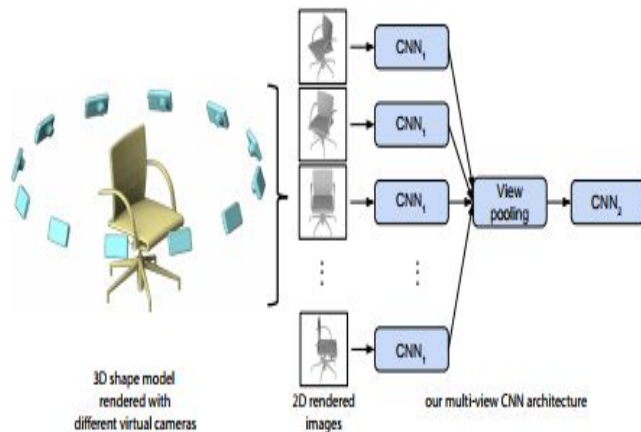 CNN₁
CNN₁
CNN₁
View
pooling
CNN₂
⋮
⋮
CNN₁
3D shape model
rendered with
different virtual cameras
2D rendered
images
our multi-view CNN architecture